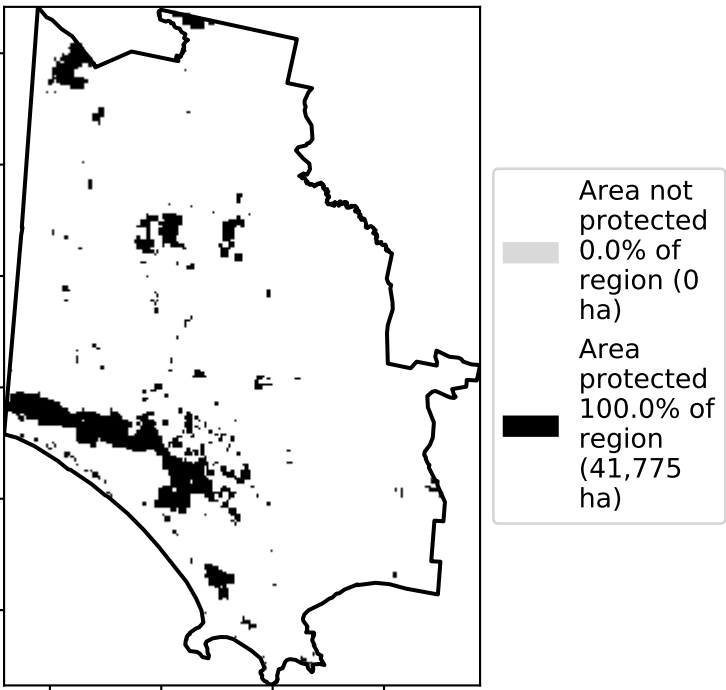 Area not
protected
0.0% of
region (0
ha)
Area
protected
100.0% of
region
(41,775
ha)